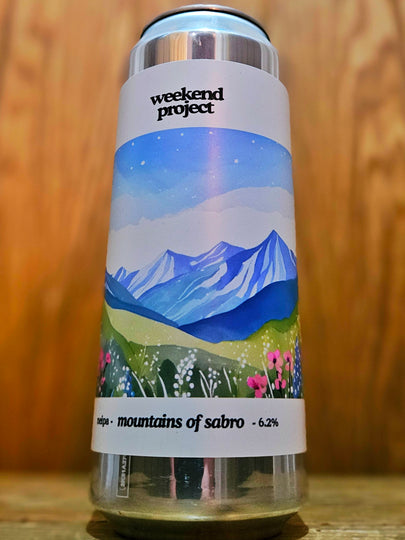 weekend
project
neipa - mountains of sabro - 6.2%